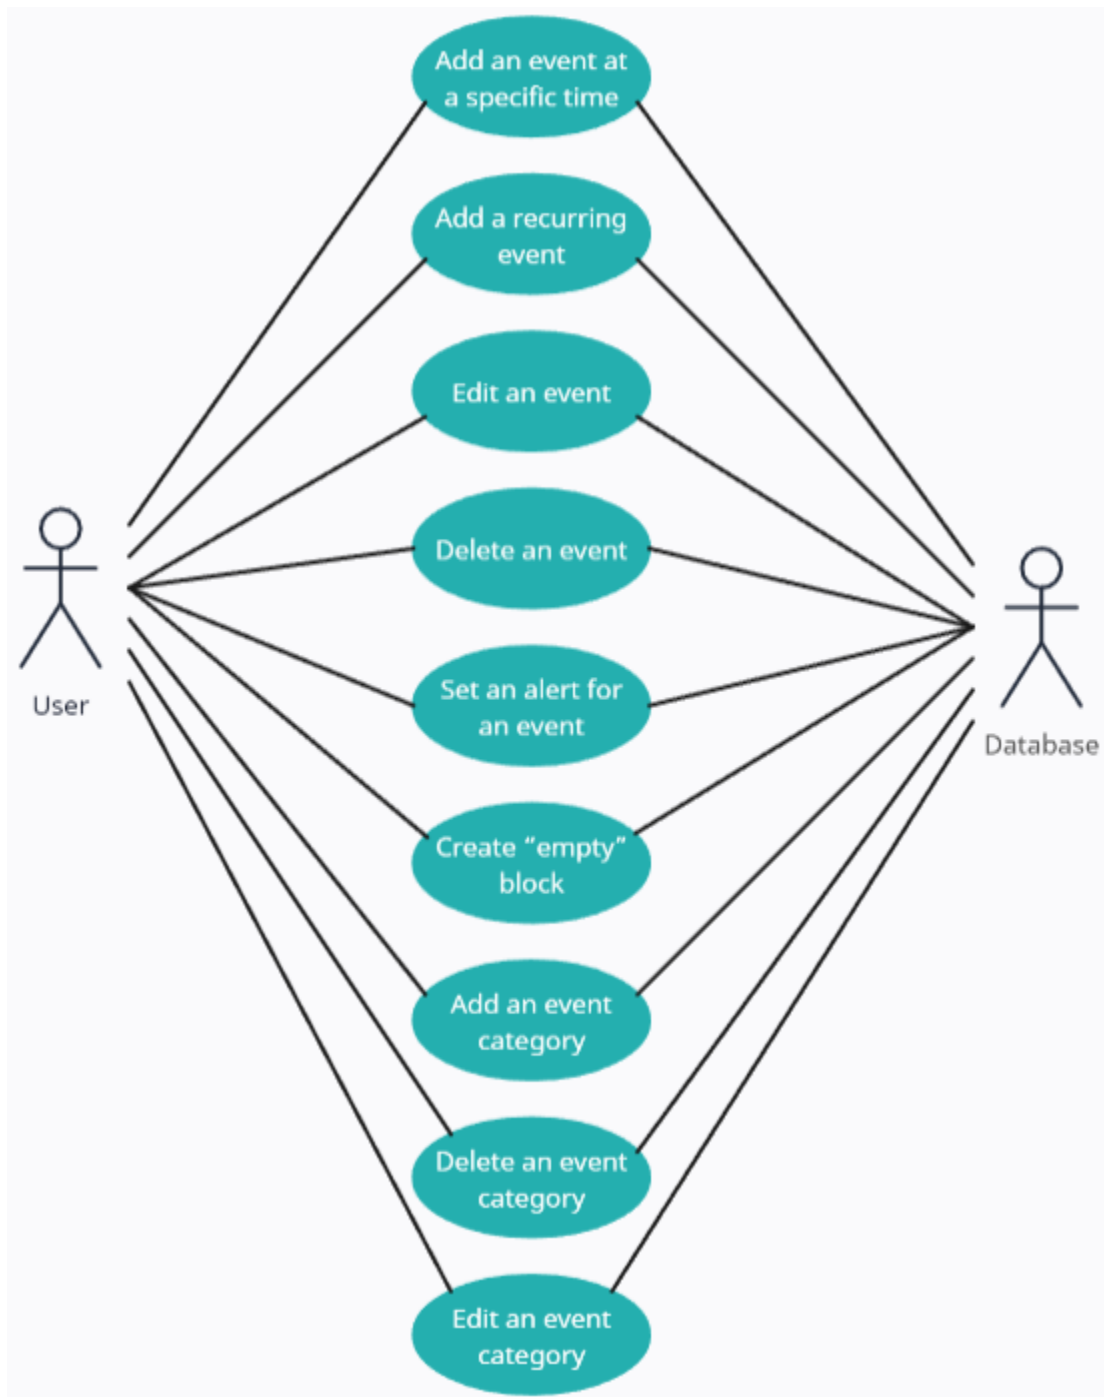 Add an event at
a specific time
Add a recurring
event
Edit an event
Delete an event
Set an alert for
an event
User
Database
Create “empty”
block
Add an event
category
Delete an event
category
Edit an event
category